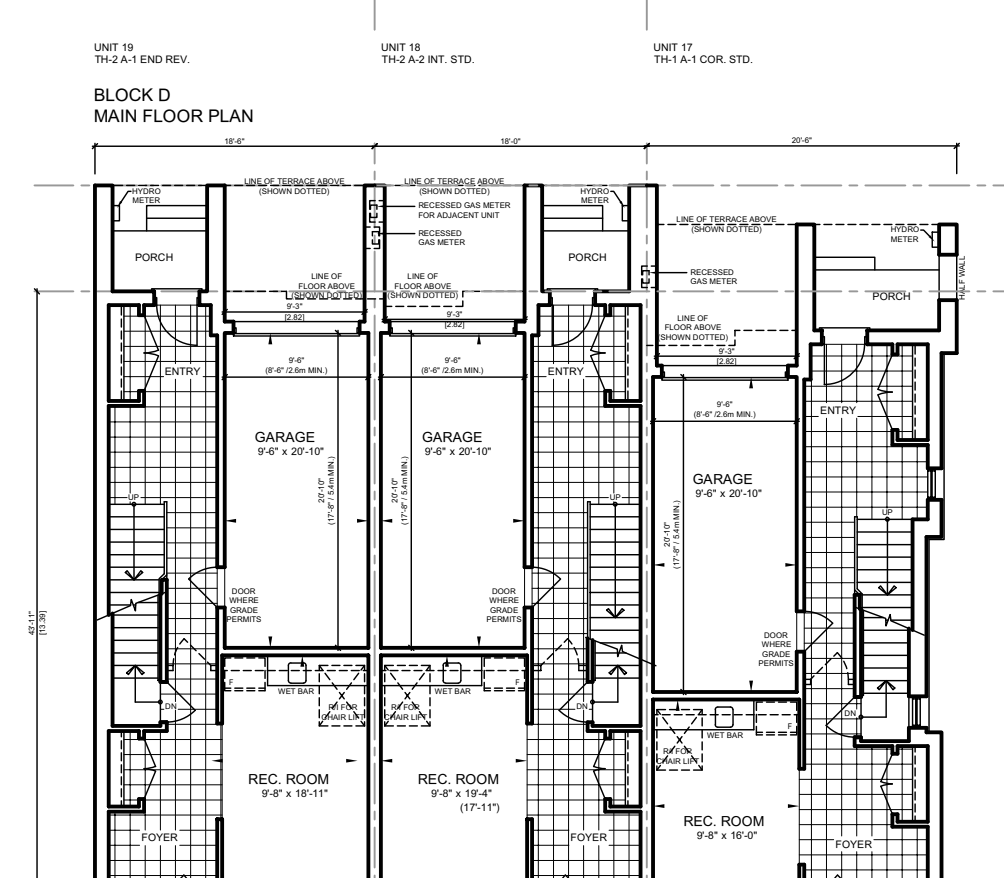 UNIT 19
TH-2 A-1 END REV.
UNIT 18
TH-2 A-2 INT. STD.
UNIT 17
TH-1 A-1 COR. STD.
BLOCK D
MAIN FLOOR PLAN
18'-6"
18'-0"
20'-6"
HYDRO
METER
LINE OF TERRACE ABOVE
(SHOWN DOTTED)
LINE OF TERRACE ABOVE
(SHOWN DOTTED)
RECESSED GAS METER
FOR ADJACENT UNIT
RECESSED
GAS METER
HYDRO
METER
LINE OF TERRACE ABOVE
(SHOWN DOTTED)
HYDRO
METER
PORCH
PORCH
PORCH
HALF WALL
RECESSED
GAS METER
LINE OF
FLOOR ABOVE
(SHOWN DOTTED)
LINE OF
FLOOR ABOVE
(SHOWN DOTTED)
LINE OF
FLOOR ABOVE
(SHOWN DOTTED)
9'-3"
[2.82]
9'-3"
[2.82]
9'-3"
[2.82]
ENTRY
9'-6"
(8'-6" /2.6m MIN.)
9'-6"
(8'-6" /2.6m MIN.)
ENTRY
9'-6"
(8'-6" /2.6m MIN.)
ENTRY
GARAGE
9'-6" x 20'-10"
GARAGE
9'-6" x 20'-10"
GARAGE
9'-6" x 20'-10"
20'-10"
(17'-8" / 5.4m MIN.)
20'-10"
(17'-8" / 5.4m MIN.)
20'-10"
(17'-8" / 5.4m MIN.)
UP
UP
UP
43'-11"
[13.39]
DOOR
WHERE
GRADE
PERMITS
DOOR
WHERE
GRADE
PERMITS
DOOR
WHERE
GRADE
PERMITS
DN
F
WET BAR
R/I FOR
CHAIR LIFT
R/I FOR
CHAIR LIFT
WET BAR
F
DN
R/I FOR
CHAIR LIFT
WET BAR
F
DN
REC. ROOM
9'-8" x 18'-11"
REC. ROOM
9'-8" x 19'-4"
(17'-11")
REC. ROOM
9'-8" x 16'-0"
FOYER
FOYER
FOYER